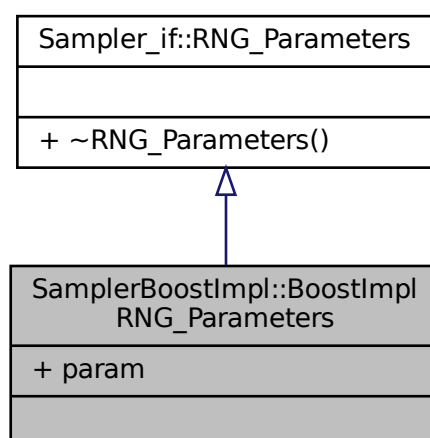 Sampler_if::RNG_Parameters
+ ~RNG_Parameters()
SamplerBoostImpl::BoostImpl
RNG_Parameters
+ param